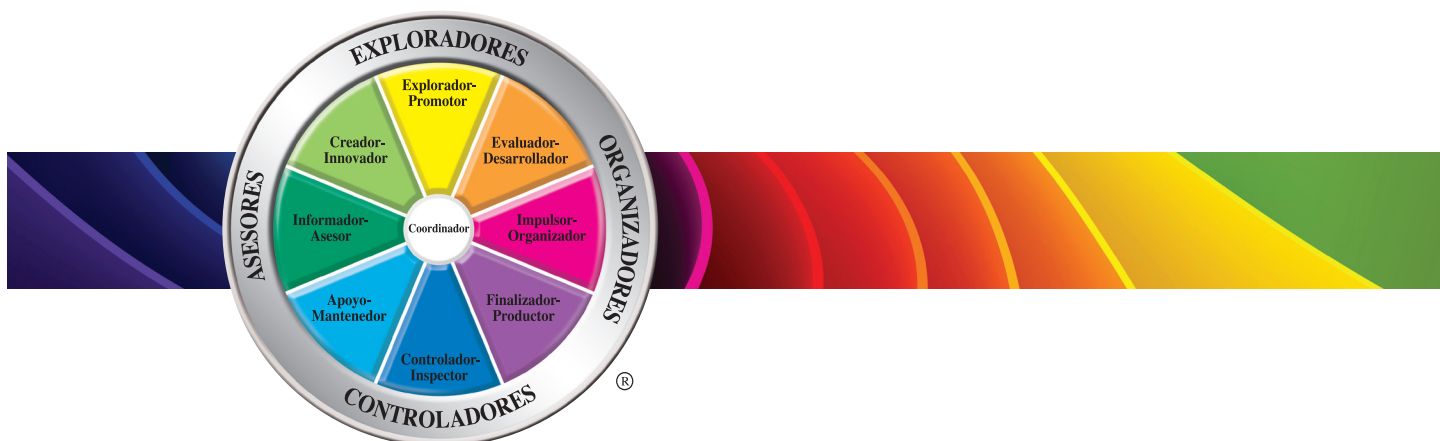 EXPLORADORES
Explorador-
Promotor
Creador-
Innovador
Evaluador-
Desarrollador
ASESORES
ORGANIZADORES
Informador-
Asesor
Coordinador
Impulsor-
Organizador
Apoyo-
Mantenedor
Finalizador-
Productor
Controlador-
Inspector
CONTROLADORES
®